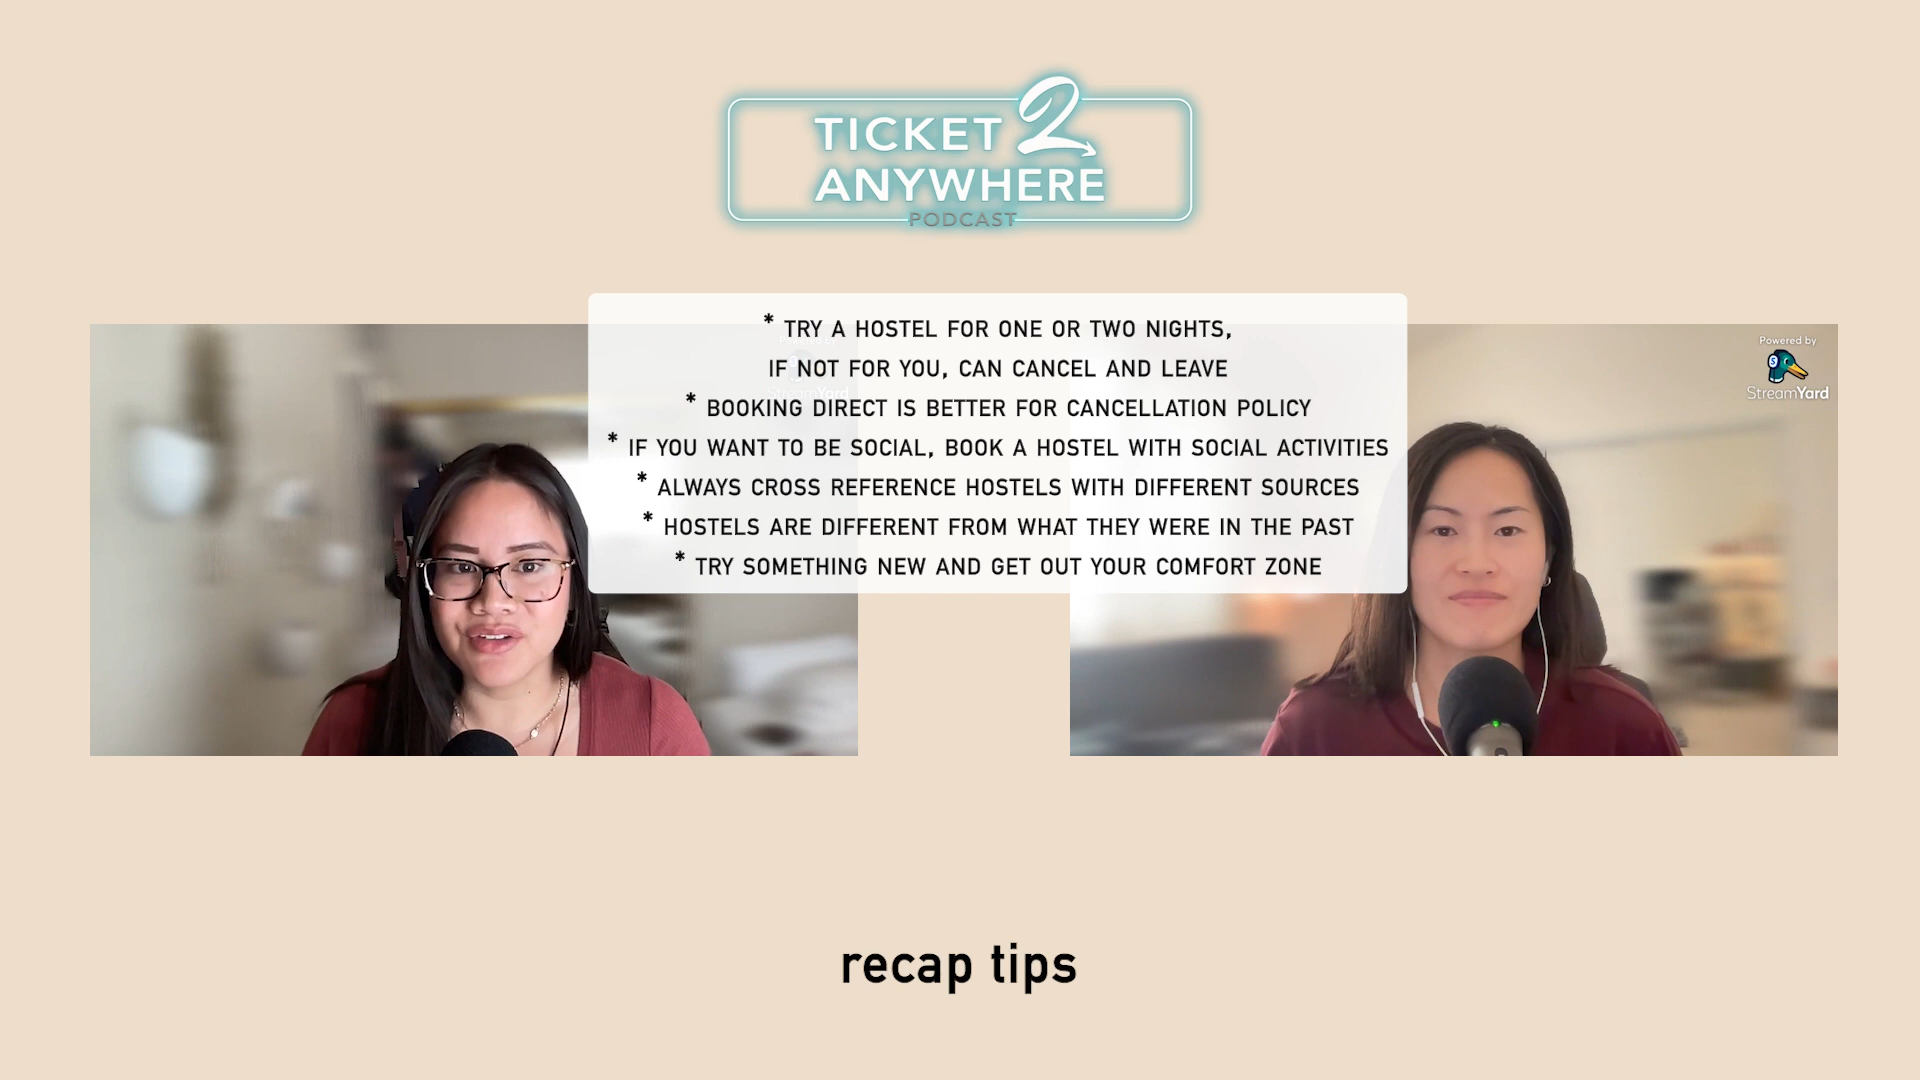 TICKET 2
ANYWHERE
PODCAST
* TRY A HOSTEL FOR ONE OR TWO NIGHTS,
IF NOT FOR YOU, CAN CANCEL AND LEAVE
* BOOKING DIRECT IS BETTER FOR CANCELLATION POLICY
* IF YOU WANT TO BE SOCIAL, BOOK A HOSTEL WITH SOCIAL ACTIVITIES
* ALWAYS CROSS REFERENCE HOSTELS WITH DIFFERENT SOURCES
* HOSTELS ARE DIFFERENT FROM WHAT THEY WERE IN THE PAST
* TRY SOMETHING NEW AND GET OUT YOUR COMFORT ZONE
Powered by
StreamYard
Powered by
StreamYard
recap tips